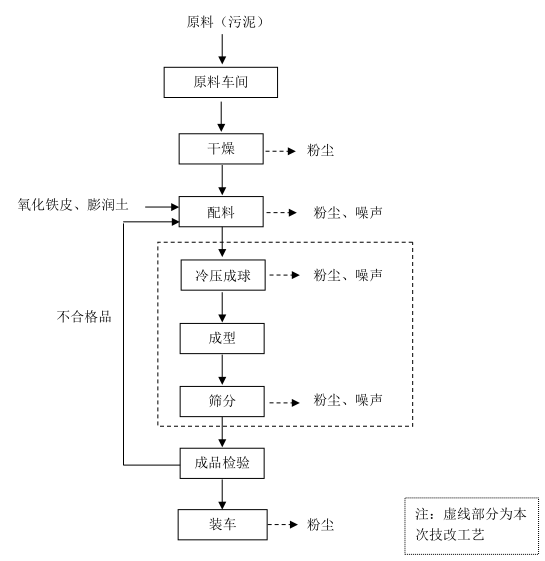 原料（污泥）
原料车间
干燥
粉尘
氧化铁皮、膨润土
配料
粉尘、噪声
冷压成球
粉尘、噪声
不合格品
成型
筛分
粉尘、噪声
成品检验
装车
粉尘
注：虚线部分为本
次技改工艺